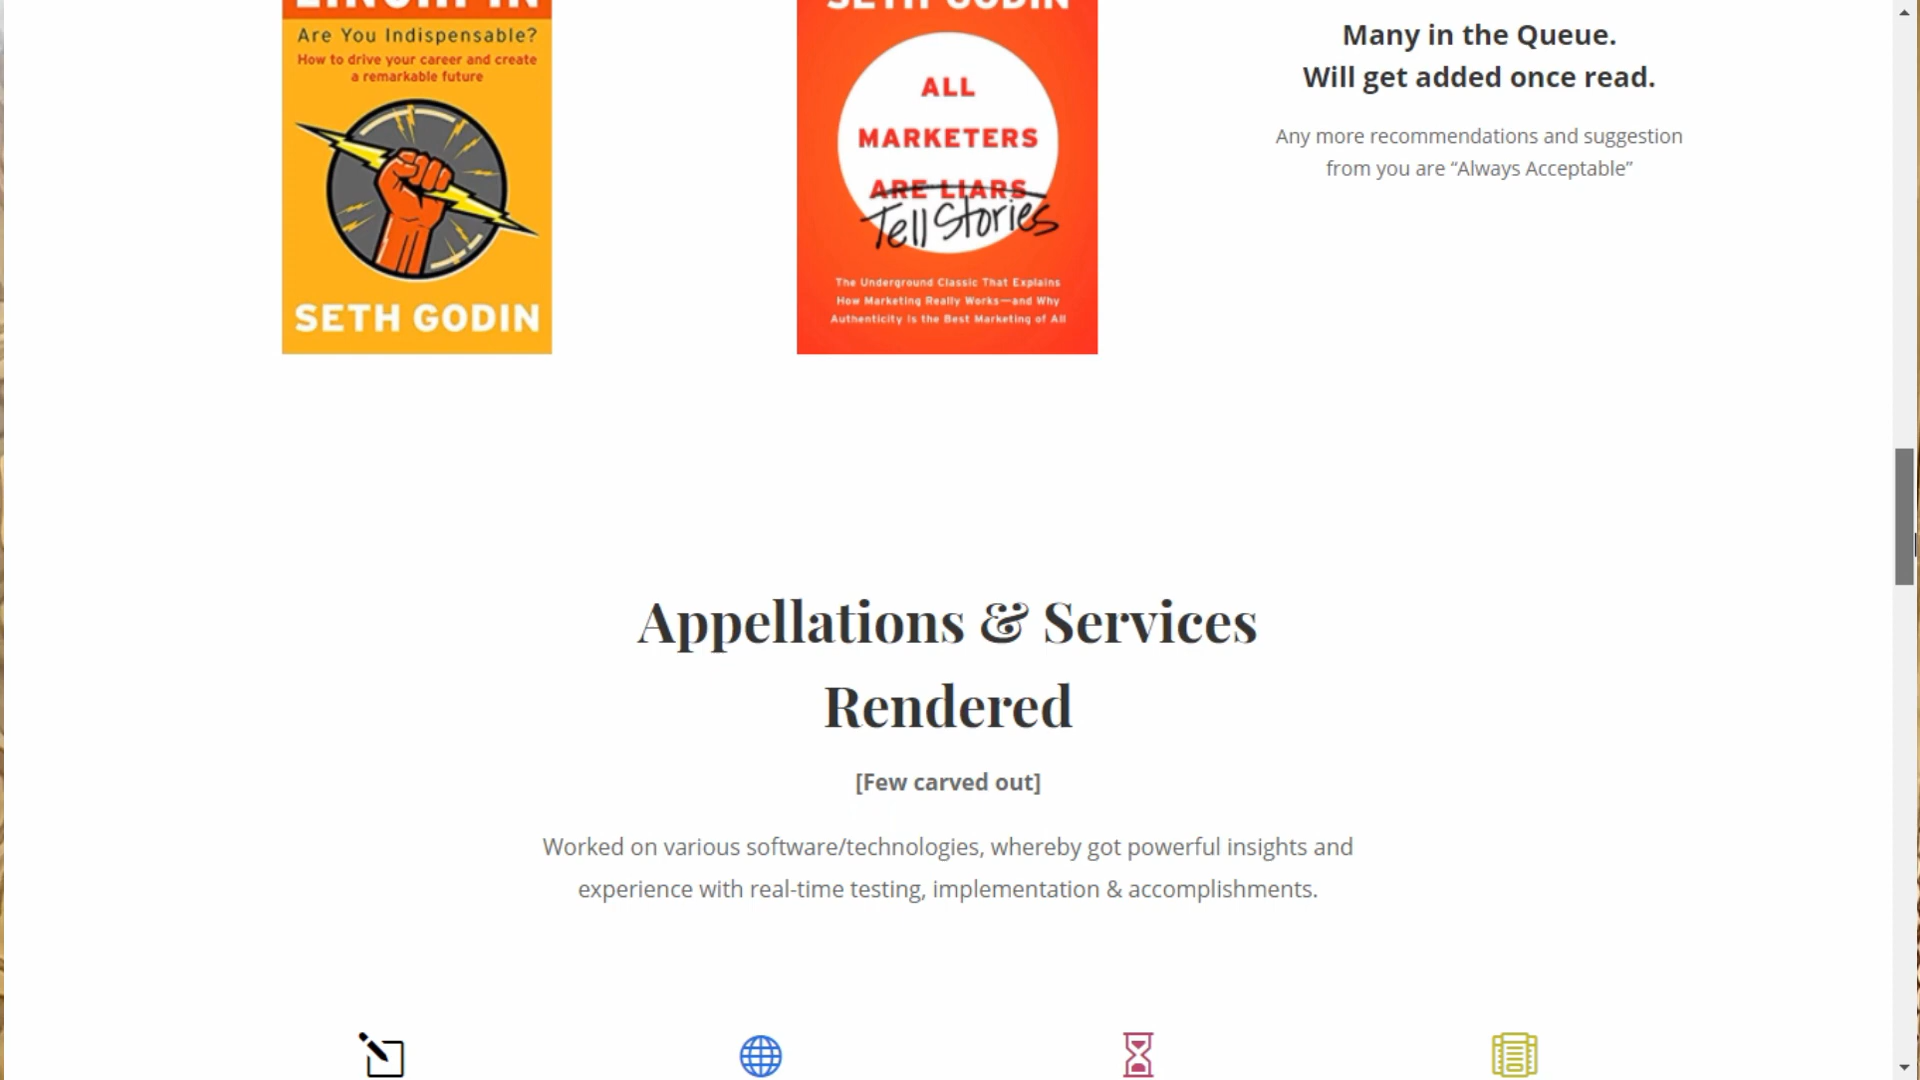 LINCHPIN
Are You Indispensable?
How to drive your career and create
a remarkable future
SETH GODIN
SETH GODIN
ALL
MARKETERS
ARE LIARS
Tell Stories
The Underground Classic That Explains
How Marketing Really Works—and Why
Authenticity Is the Best Marketing of All
Many in the Queue.
Will get added once read.
Any more recommendations and suggestion
from you are “Always Acceptable”
Appellations & Services
Rendered
[Few carved out]
Worked on various software/technologies, whereby got powerful insights and
experience with real-time testing, implementation & accomplishments.